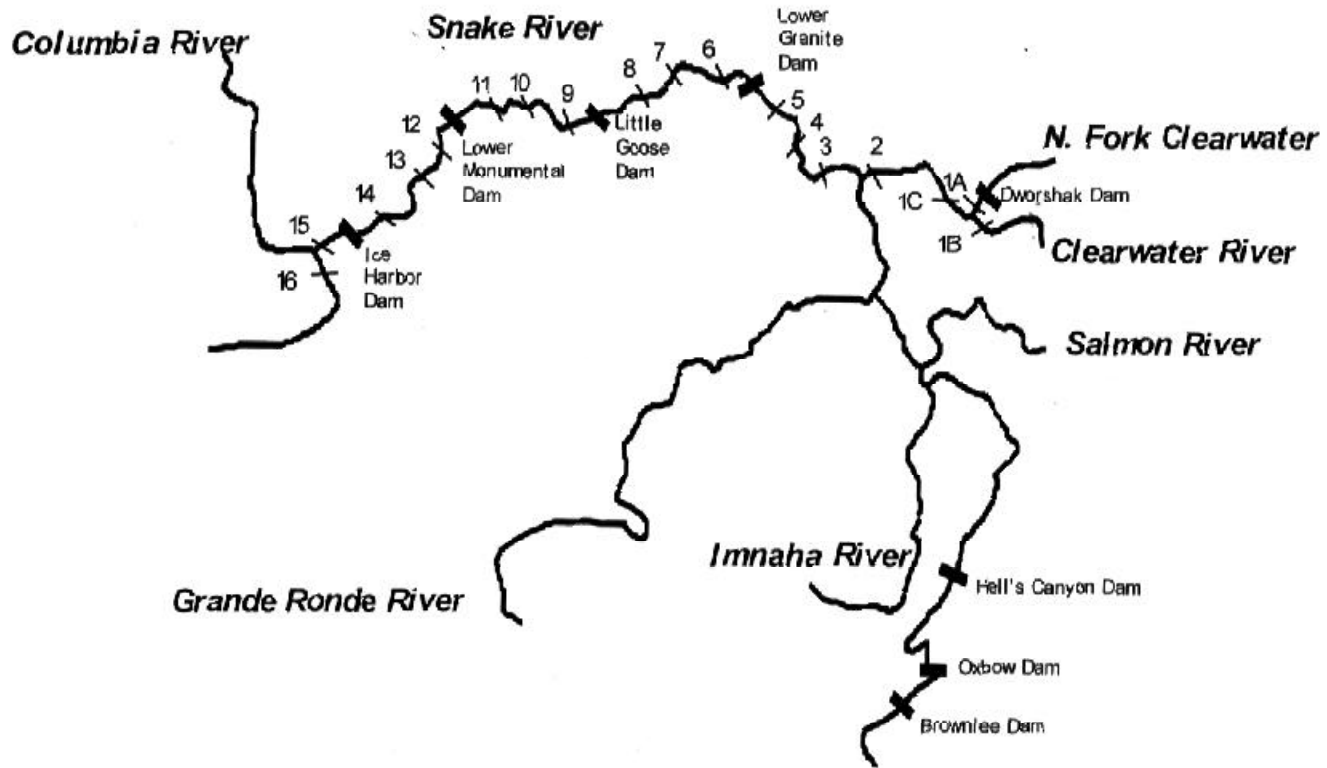 Columbia River
Snake River
Lower
Granite
Dam
7
6
8
5
11
10
9
4
12
Little
Goose
Dam
3
2
N. Fork Clearwater
Lower
Monumental
Dam
13
1A
Dworshak Dam
1C
14
1B
Clearwater River
15
Ice
Harbor
Dam
16
Salmon River
Imnaha River
Hell's Canyon Dam
Grande Ronde River
Oxbow Dam
Brownlee Dam